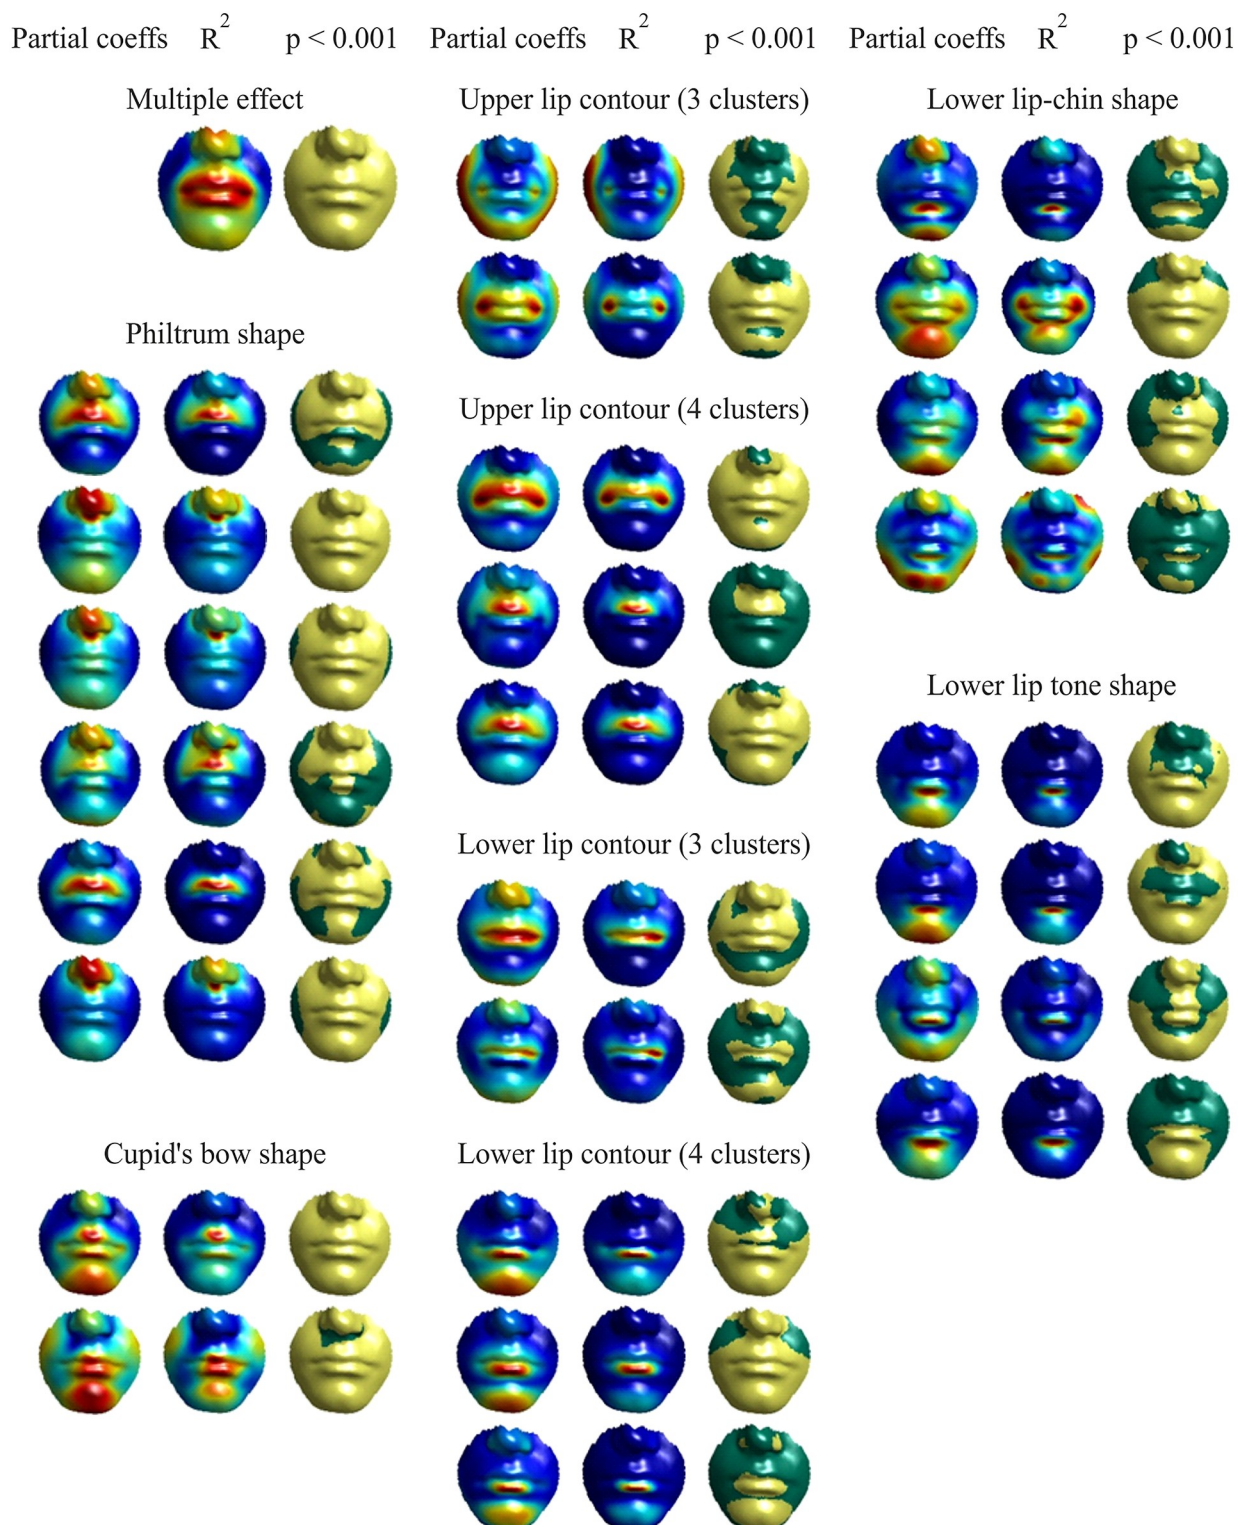 Partial coeffs R² p < 0.001 Partial coeffs R² p < 0.001 Partial coeffs R² p < 0.001
Multiple effect
Philtrum shape
Cupid's bow shape
Upper lip contour (3 clusters)
Upper lip contour (4 clusters)
Lower lip contour (3 clusters)
Lower lip contour (4 clusters)
Lower lip-chin shape
Lower lip tone shape